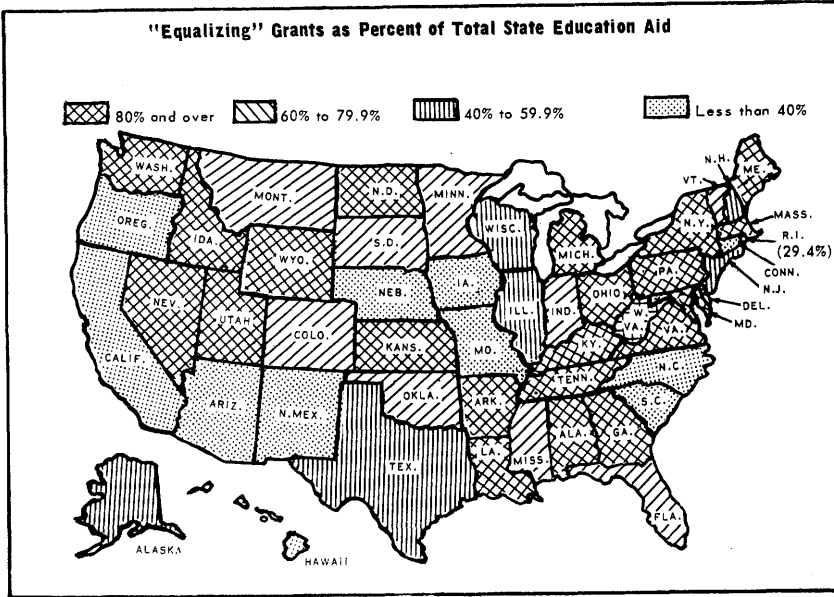 "Equalizing" Grants as Percent of Total State Education Aid
80% and over 60% to 79.9% 40% to 59.9% Less than 40%
WASH.
MONT.
N.D.
MINN.
VT.
N.H.
ME.
OREG.
IDA.
WYO.
S.D.
WISC.
MICH.
N.Y.
MASS.
R.I.
(29.4%)
CONN.
N.J.
NEV.
UTAH
COLO.
NEB.
IA.
ILL.
IND.
OHIO
PA.
DEL.
MD.
W.
VA.
VA.
CALIF.
KANS.
MO.
KY.
ARIZ.
N.MEX.
OKLA.
ARK.
TENN.
N.C.
S.C.
TEX.
LA.
MISS.
ALA.
GA.
FLA.
ALASKA
HAWAII